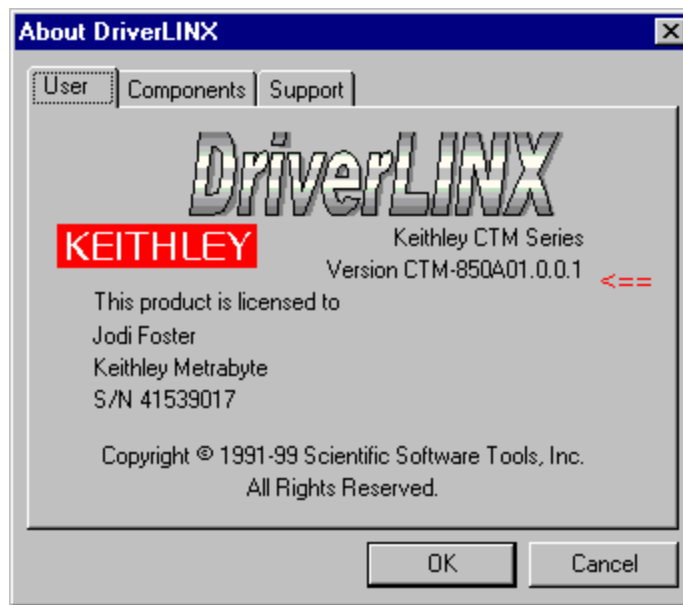 About DriverLINX
User Components Support
DriverLINX
KEITHLEY
Keithley CTM Series
Version CTM-850A01.0.0.1 <==
This product is licensed to
Jodi Foster
Keithley Metrabyte
S/N 41539017
Copyright © 1991-99 Scientific Software Tools, Inc.
All Rights Reserved.
OK Cancel